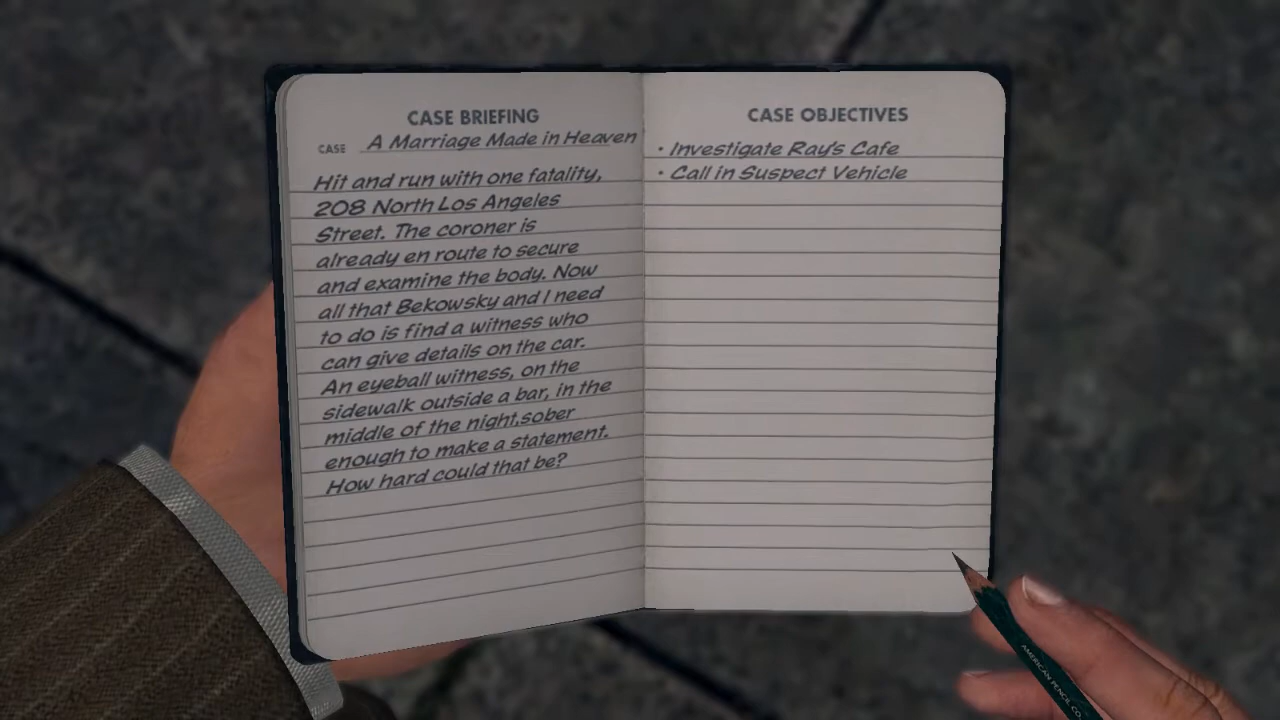 CASE BRIEFING
CASE A Marriage Made in Heaven
Hit and run with one fatality,
208 North Los Angeles
Street. The coroner is
already en route to secure
and examine the body. Now
all that Bekowsky and I need
to do is find a witness who
can give details on the car.
An eyeball witness, on the
sidewalk outside a bar, in the
middle of the night,sober
enough to make a statement.
How hard could that be?
CASE OBJECTIVES
• Investigate Ray's Cafe
• Call in Suspect Vehicle
AMERICAN PENCIL CO.